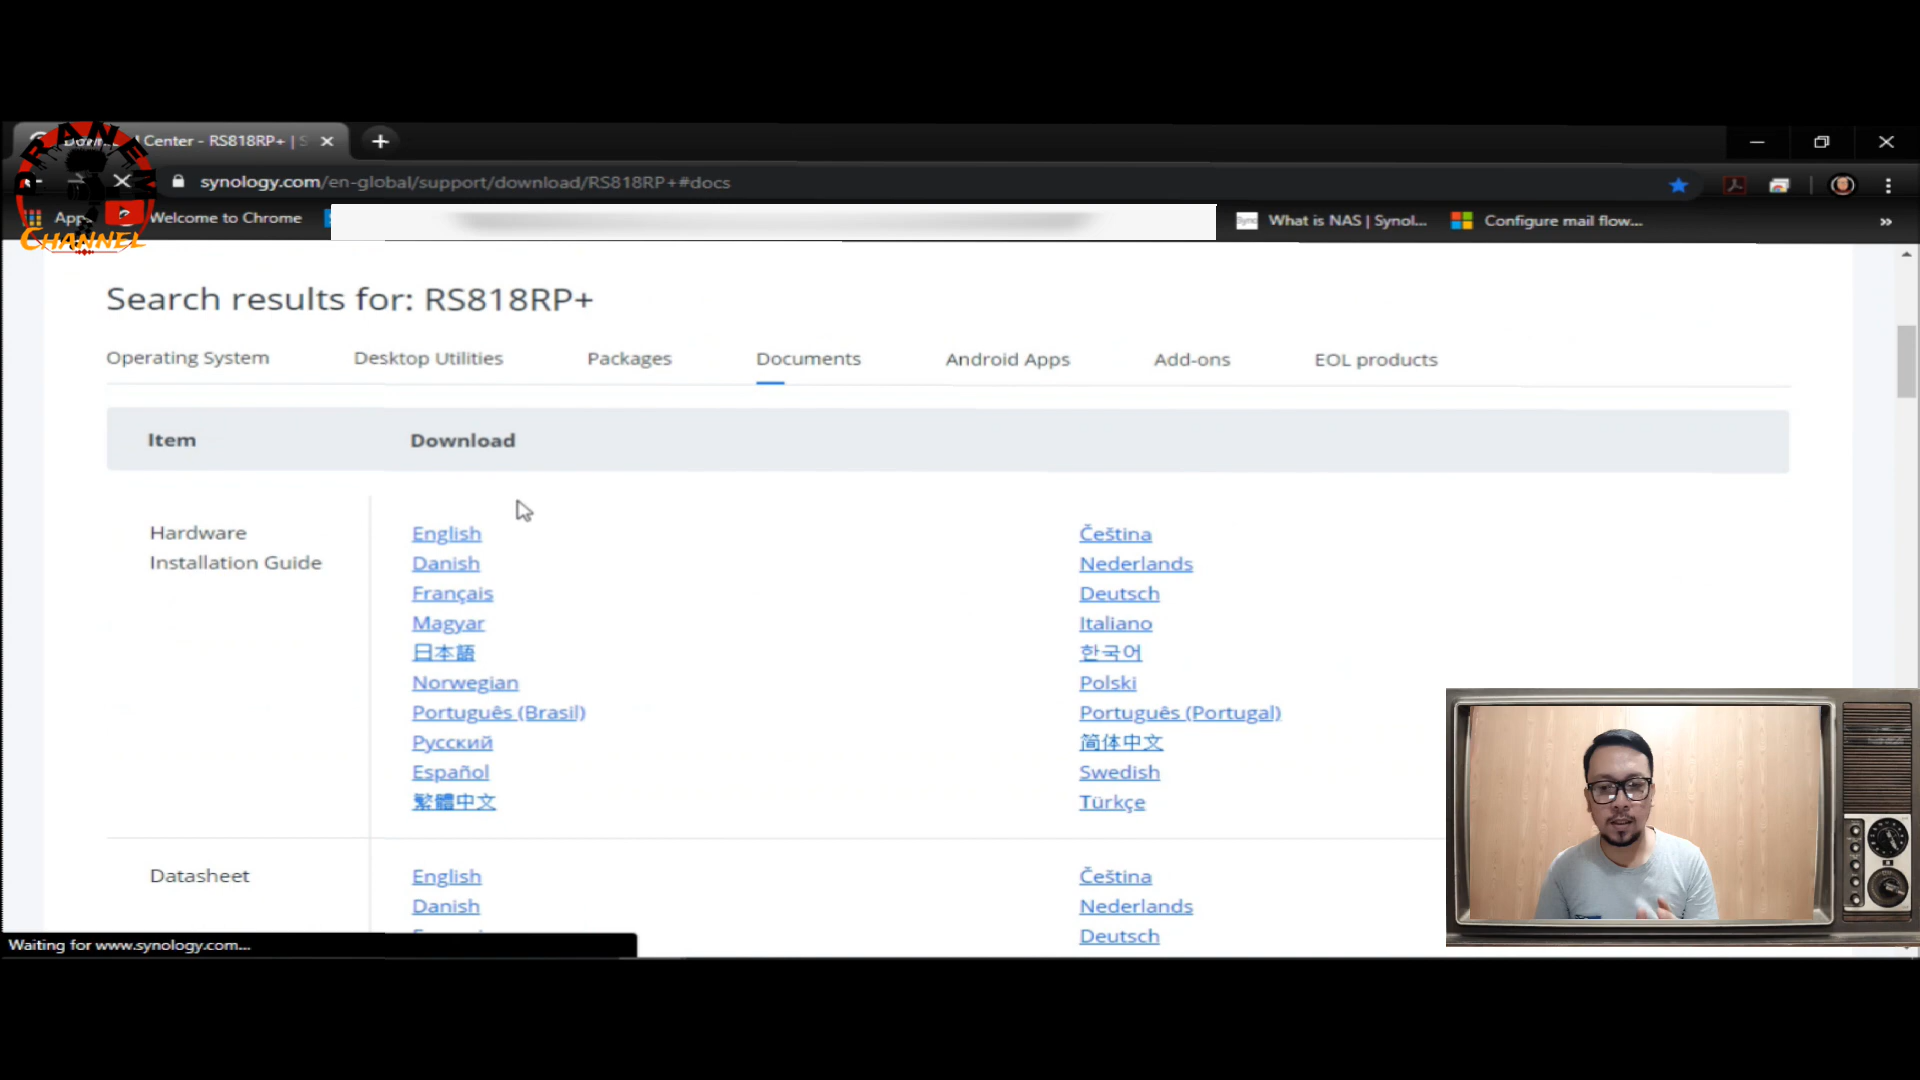 Center - RS818RP+ | S
synology.com/en-global/support/download/RS818RP+#docs
CHANNEL
Apps
Welcome to Chrome
What is NAS | Synol...
Configure mail flow...
Search results for: RS818RP+
Operating System
Desktop Utilities
Packages
Documents
Android Apps
Add-ons
EOL products
Item
Download
Hardware
Installation Guide
English
Čeština
Danish
Nederlands
Français
Deutsch
Magyar
Italiano
日本語
한국어
Norwegian
Polski
Português (Brasil)
Português (Portugal)
Русский
简体中文
Español
Swedish
繁體中文
Türkçe
Datasheet
English
Čeština
Danish
Nederlands
Deutsch
Waiting for www.synology.com...